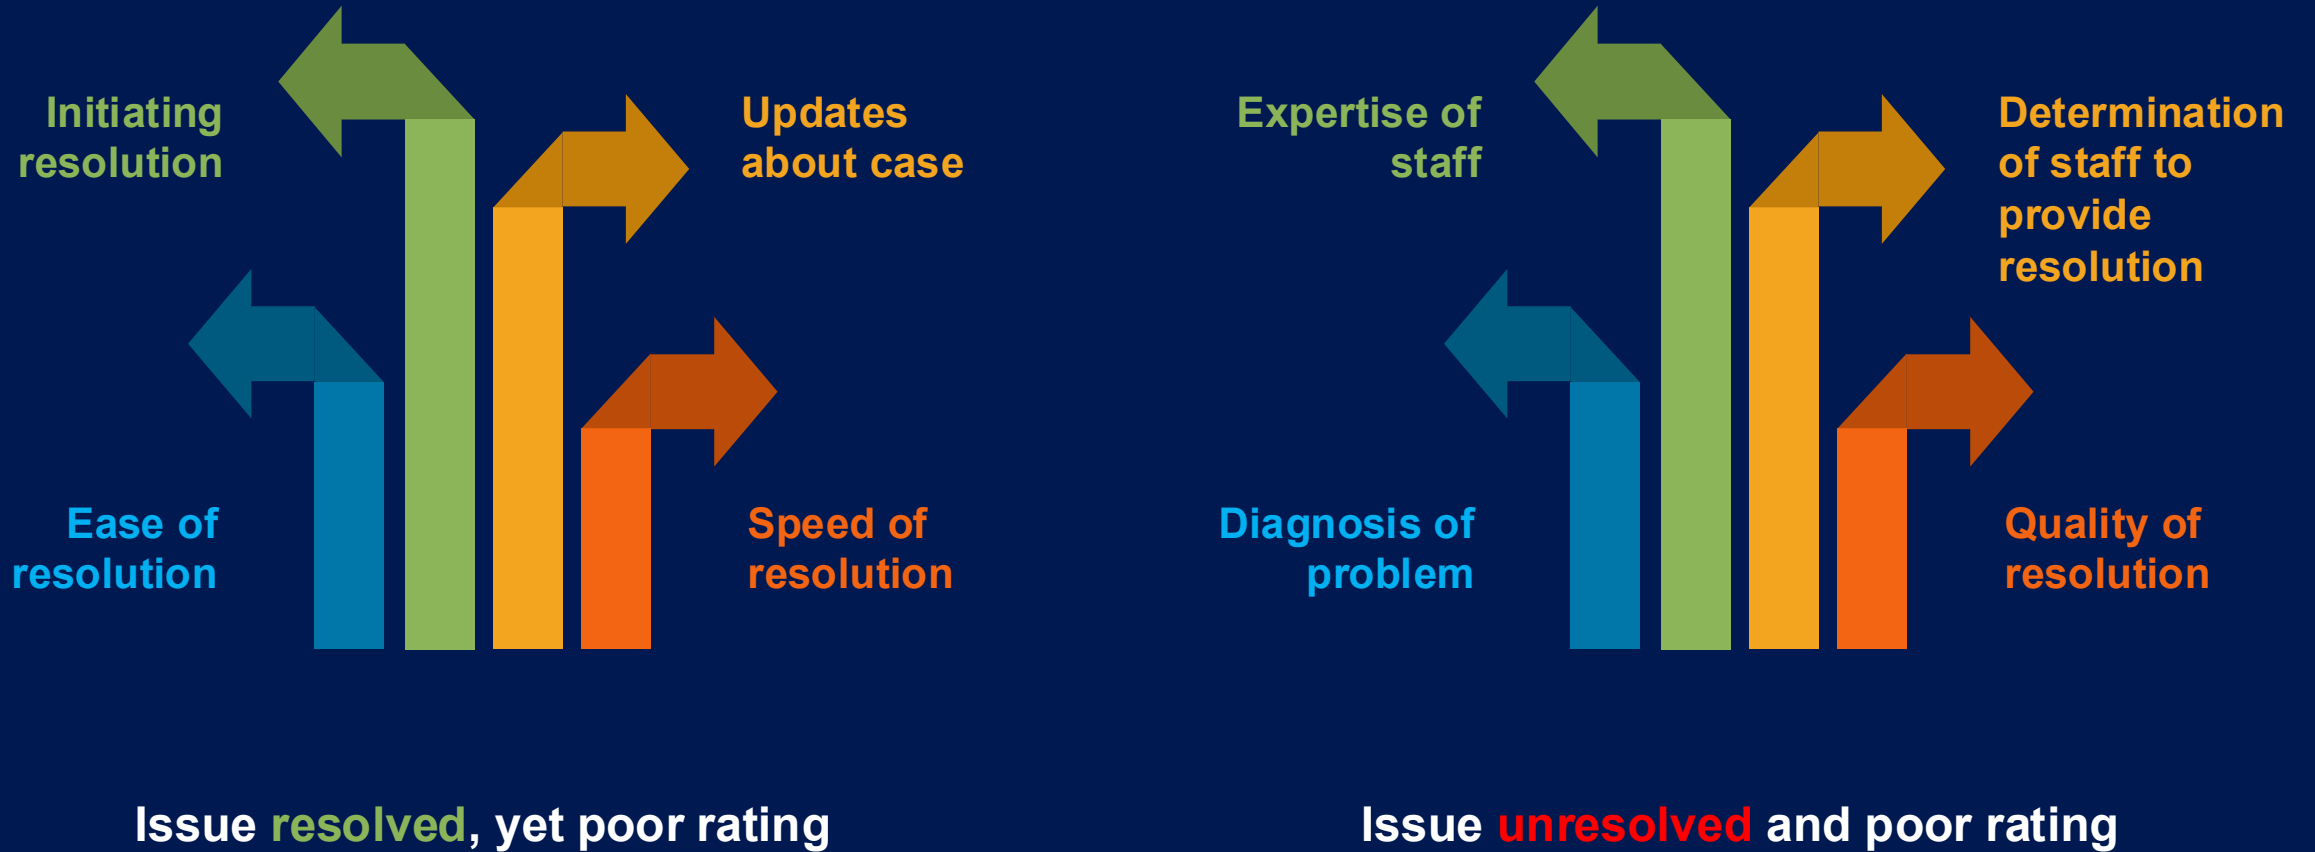 Initiating
resolution
Updates
about case
Ease of
resolution
Speed of
resolution
Issue resolved, yet poor rating
Expertise of
staff
Determination
of staff to
provide
resolution
Diagnosis of
problem
Quality of
resolution
Issue unresolved and poor rating